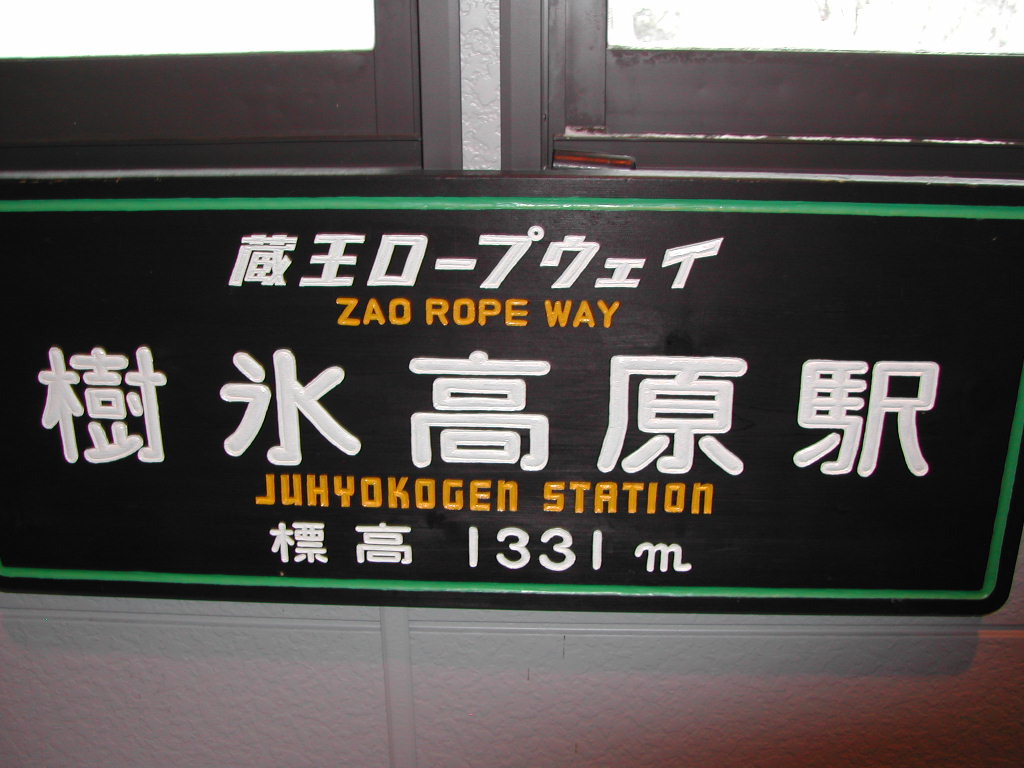 蔵王ロープウェイ
ZAO ROPE WAY
樹氷高原駅
JUHYOKOGEN STATION
標高 1331m